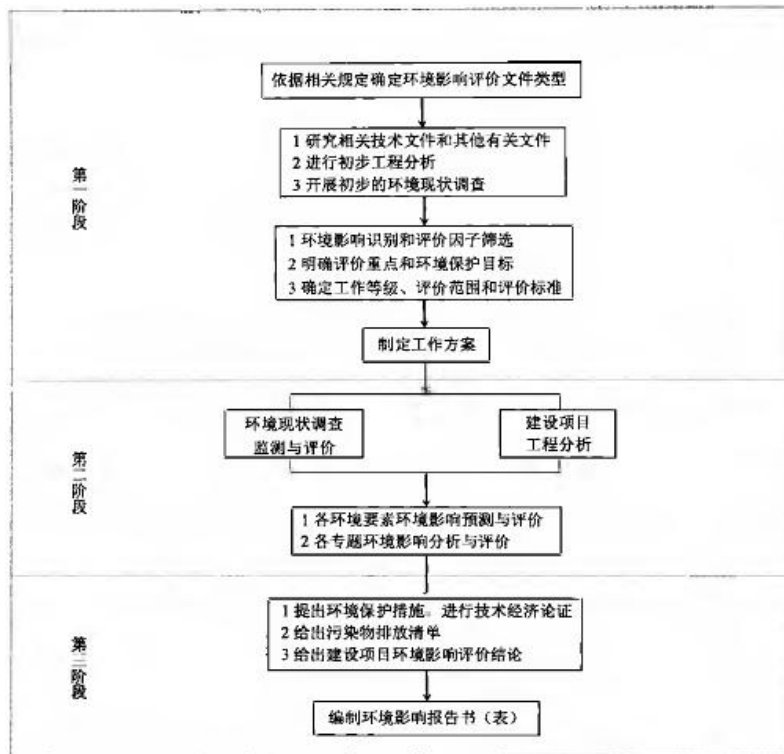 第一阶段
依据相关规定确定环境影响评价文件类型
1 研究相关技术文件和其他有关文件
2 进行初步工程分析
3 开展初步的环境现状调查
1 环境影响识别和评价因子筛选
2 明确评价重点和环境保护目标
3 确定工作等级、评价范围和评价标准
制定工作方案
第二阶段
环境现状调查
监测与评价
建设项目
工程分析
1 各环境要素环境影响预测与评价
2 各专题环境影响分析与评价
第三阶段
1 提出环境保护措施。进行技术经济论证
2 给出污染物排放清单
3 给出建设项目环境影响评价结论
编制环境影响报告书（表）